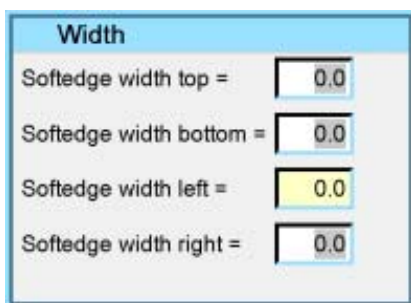 Width
Softedge width top = 0.0
Softedge width bottom = 0.0
Softedge width left = 0.0
Softedge width right = 0.0